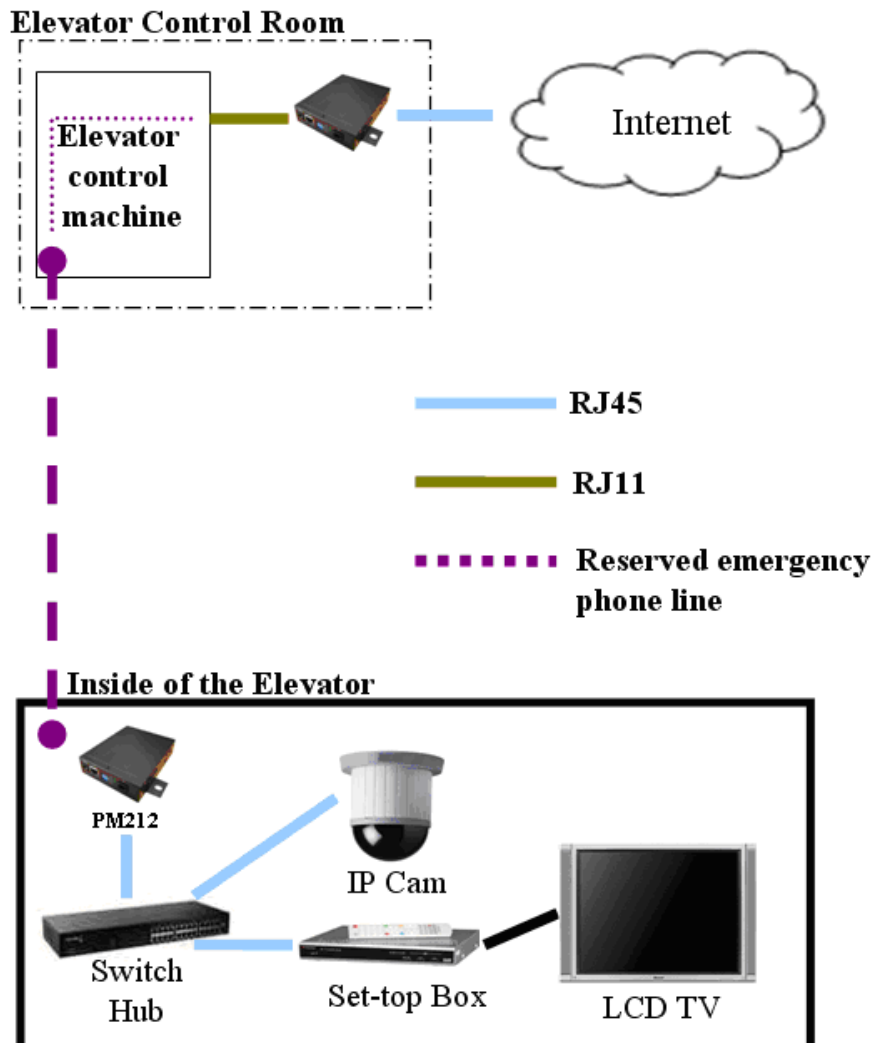 Elevator Control Room
Elevator
control
machine
Internet
RJ45
RJ11
Reserved emergency
phone line
Inside of the Elevator
PM212
IP Cam
Switch
Hub
Set-top Box
LCD TV